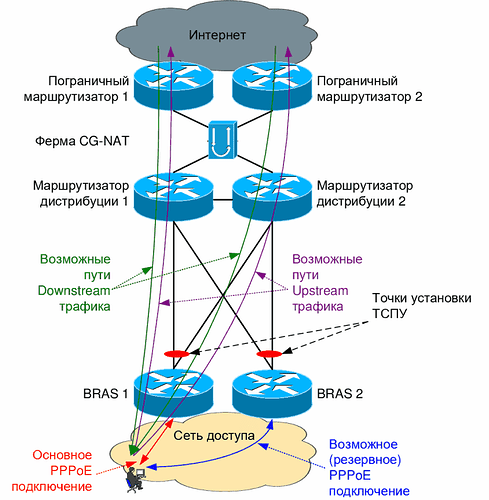 Интернет
Пограничный
маршрутизатор 1
Пограничный
маршрутизатор 2
Ферма CG-NAT
Маршрутизатор
дистрибуции 1
Маршрутизатор
дистрибуции 2
Возможные
пути
Downstream
трафика
Возможные
пути
Upstream
трафика
Точки установки
ТСПУ
BRAS 1
BRAS 2
Сеть доступа
Основное
PPPoE
подключение
Возможное
(резервное)
PPPoE
подключение